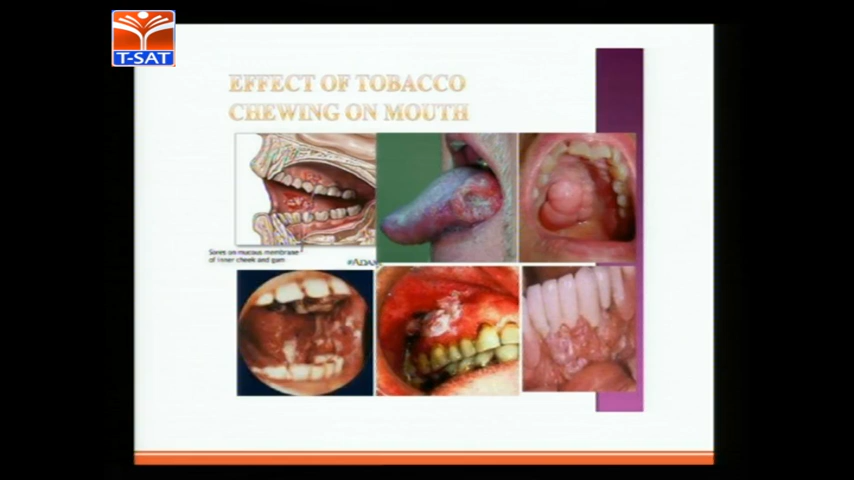 T-SAT
EFFECT OF TOBACCO
CHEWING ON MOUTH
Sores on mucous membrane
of inner cheek and gum